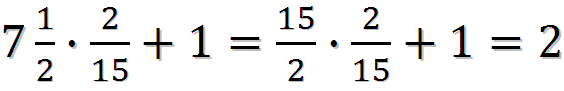 7 1/2 · 2/15 + 1 = 15/2 · 2/15 + 1 = 2